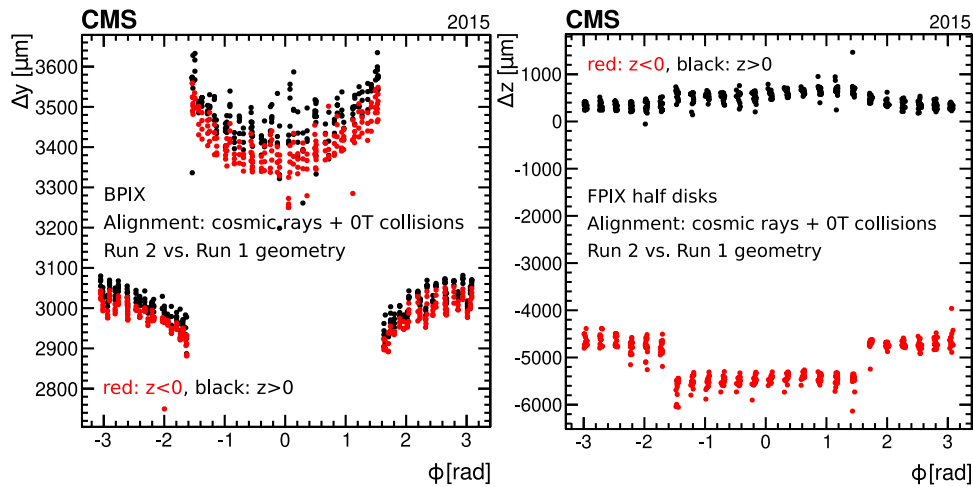 CMS 2015
Δy [μm]
3600
3500
3400
3300
3200
3100
3000
2900
2800
BPIX
Alignment: cosmic rays + 0T collisions
Run 2 vs. Run 1 geometry
red: z<0, black: z>0
-3 -2 -1 0 1 2 3
ϕ [rad]
CMS 2015
Δz [μm]
red: z<0, black: z>0
1000
0
-1000
-2000
-3000
-4000
-5000
-6000
FPIX half disks
Alignment: cosmic rays + 0T collisions
Run 2 vs. Run 1 geometry
-3 -2 -1 0 1 2 3
ϕ [rad]